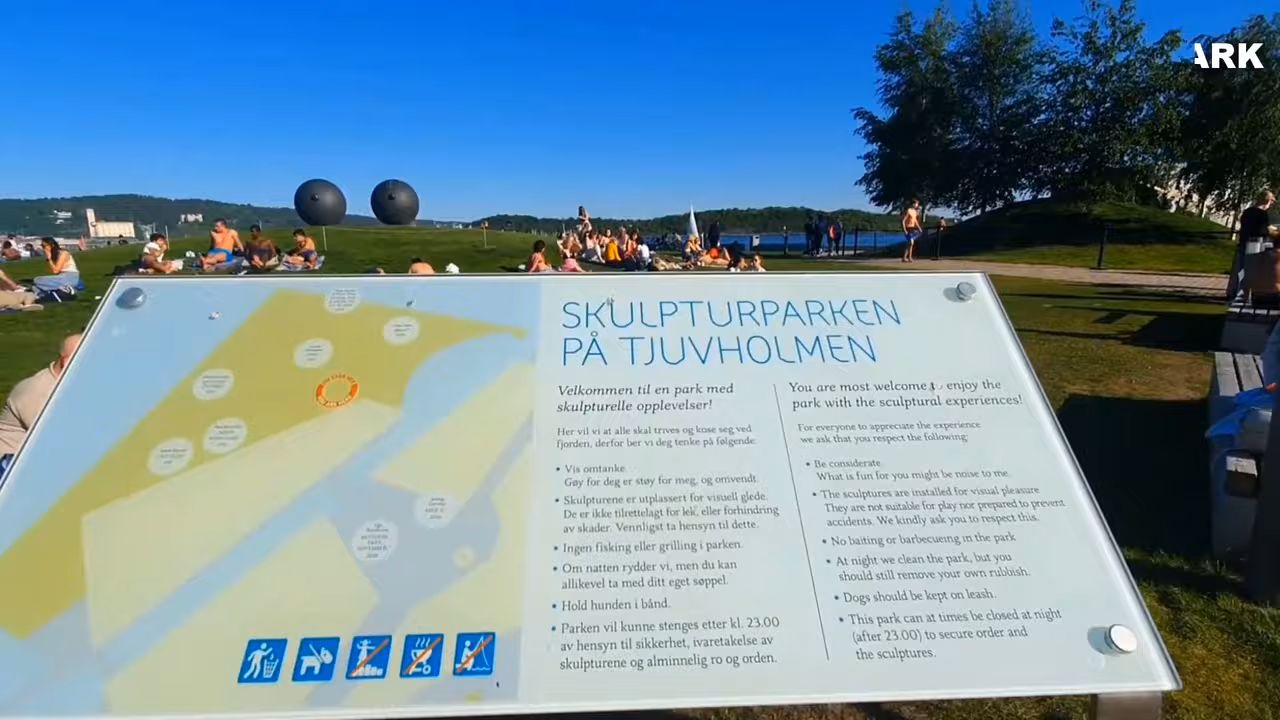 ARK
SKULPTURPARKEN
PÅ TJUVHOLMEN
Velkommen til en park med
skulpturelle opplevelser!
Her vil vi at alle skal trives og kose seg ved
fjorden, derfor ber vi deg tenke på følgende:
• Vis omtanke.
Gøy for deg er støy for meg, og omvendt.
• Skulpturene er utplassert for visuell glede.
De er ikke tilrettelagt for lek, eller forhindring
av skader. Vennligst ta hensyn til dette.
• Ingen fisking eller grilling i parken.
• Om natten rydder vi, men du kan
allikevel ta med ditt eget søppel.
• Hold hunden i bånd.
• Parken vil kunne stenges etter kl. 23.00
av hensyn til sikkerhet, ivaretakelse av
skulpturene og alminnelig ro og orden.
You are most welcome to enjoy the
park with the sculptural experiences!
For everyone to appreciate the experience
we ask that you respect the following:
• Be considerate.
What is fun for you might be noise to me.
• The sculptures are installed for visual pleasure
They are not suitable for play nor prepared to prevent
accidents. We kindly ask you to respect this.
• No baiting or barbecueing in the park
• At night we clean the park, but you
should still remove your own rubbish.
• Dogs should be kept on leash.
• This park can at times be closed at night
(after 23.00) to secure order and
the sculptures.